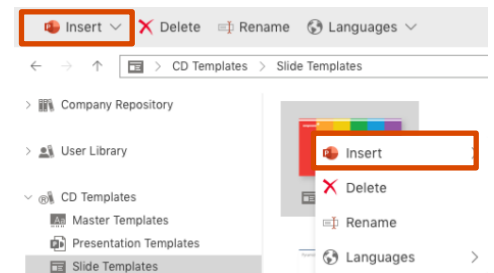 Insert Delete Rename Languages
CD Templates > Slide Templates
Company Repository
User Library
CD Templates
Master Templates
Presentation Templates
Slide Templates
Insert
Delete
Rename
Languages